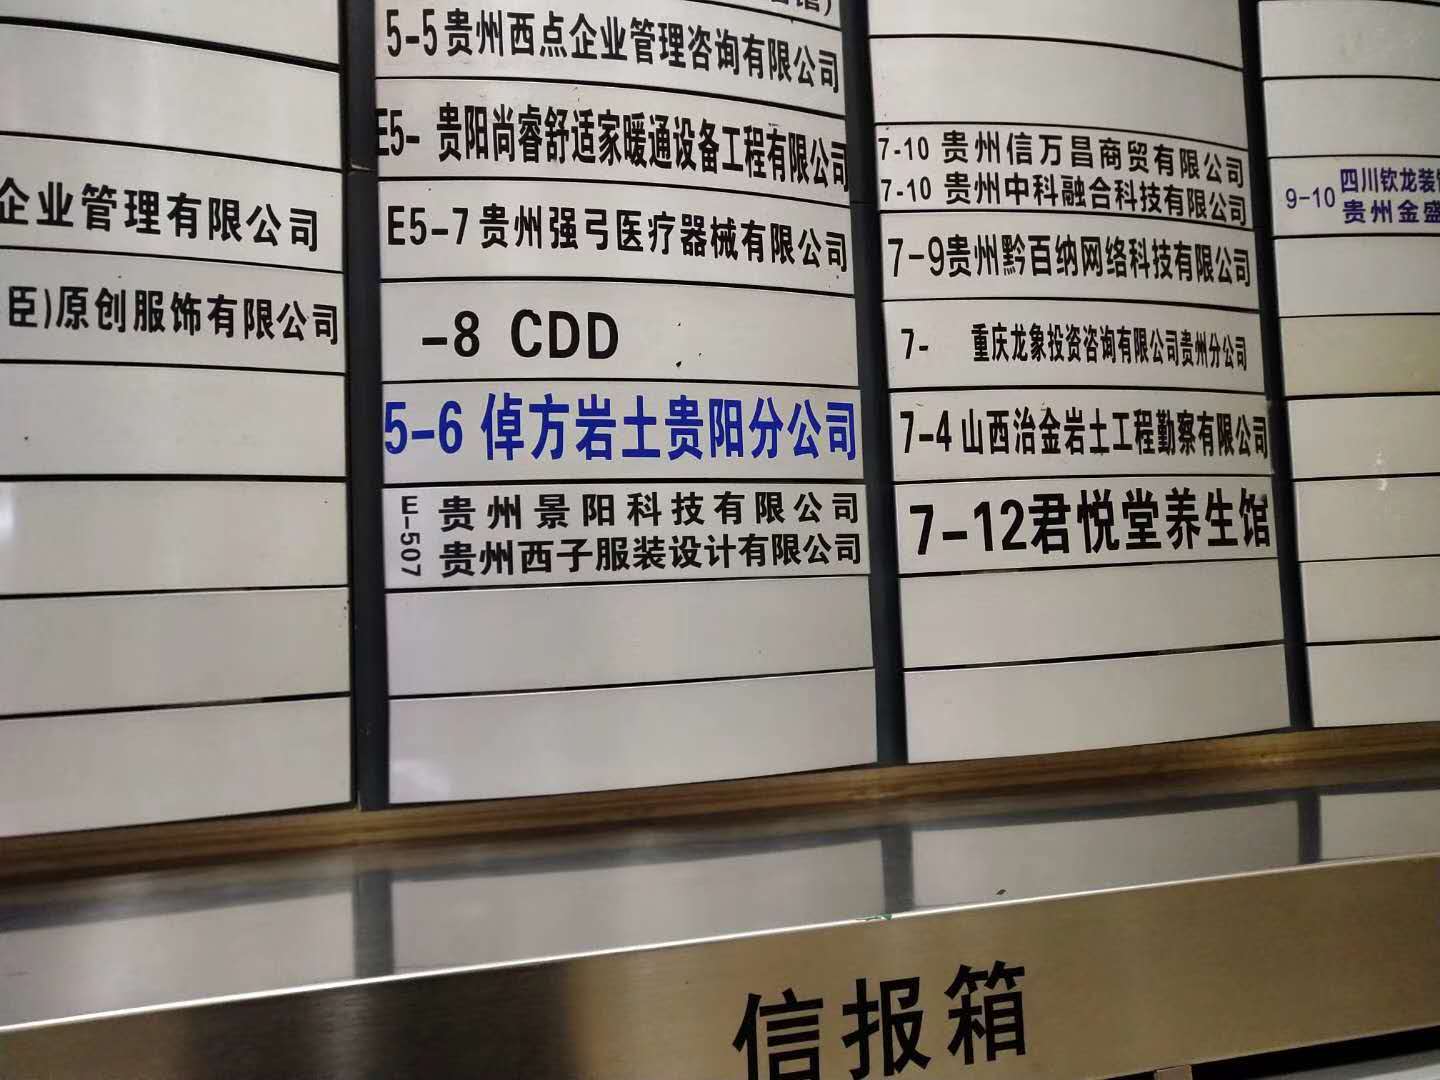 企业管理有限公司
臣)原创服饰有限公司
5-5贵州西点企业管理咨询有限公司
E5- 贵阳尚睿舒适家暖通设备工程有限公司
E5-7贵州强弓医疗器械有限公司
-8 CDD
5-6 倬方岩土贵阳分公司
E-507
贵州景阳科技有限公司
贵州西子服装设计有限公司
7-10 贵州信万昌商贸有限公司
7-10 贵州中科融合科技有限公司
7-9贵州黔百纳网络科技有限公司
7- 重庆龙象投资咨询有限公司贵州分公司
7-4 山西冶金岩土工程勤察有限公司
7-12君悦堂养生馆
9-10
四川钦龙装
贵州金盛
信报箱